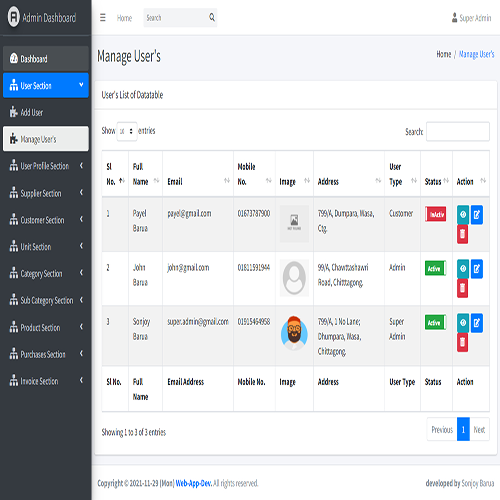 Admin Dashboard
Home
Search
Super Admin
Dashboard
User Section
Add User
Manage User's
User Profile Section
Supplier Section
Customer Section
Unit Section
Category Section
Sub Category Section
Product Section
Purchases Section
Invoice Section
Manage User's
Home / Manage User's
User's List of Datatable
Show 10 entries
Search:
Sl No. Full Name Email Mobile No. Image Address User Type Status Action
1 Payel Barua payel@gmail.com 01673787900 799/A, Dumpara, Wasa, Ctg. Customer InActiv
2 John Barua john@gmail.com 01811591944 99/A, Chawttashawri Road, Chitttagong. Admin Active
3 Sonjoy Barua super.admin@gmail.com 01915464958 799/A, 1 No Lane; Dhumpara, Wasa, Chittagong. Super Admin Active
Sl No. Full Name Email Address Mobile No. Image Address User Type Status Action
Showing 1 to 3 of 3 entries
Previous 1 Next
Copyright © 2021-11-29 (Mon) Web-App-Dev. All rights reserved.
developed by Sonjoy Barua